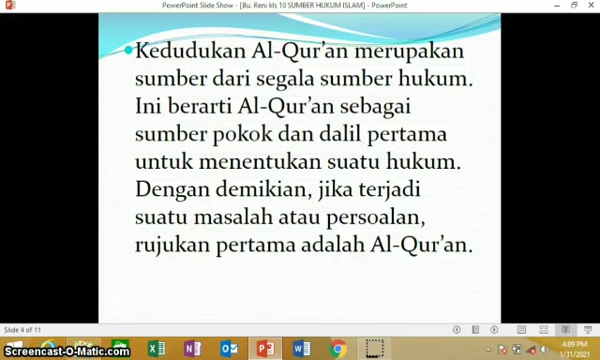 PowerPoint Slide Show - [Bu. Reni kls 10 SUMBER HUKUM ISLAM] - PowerPoint
Kedudukan Al-Qur'an merupakan
sumber dari segala sumber hukum.
Ini berarti Al-Qur'an sebagai
sumber pokok dan dalil pertama
untuk menentukan suatu hukum.
Dengan demikian, jika terjadi
suatu masalah atau persoalan,
rujukan pertama adalah Al-Qur'an.
Slide 4 of 11
4:09 PM
1/31/2021
Screencast-O-Matic.com